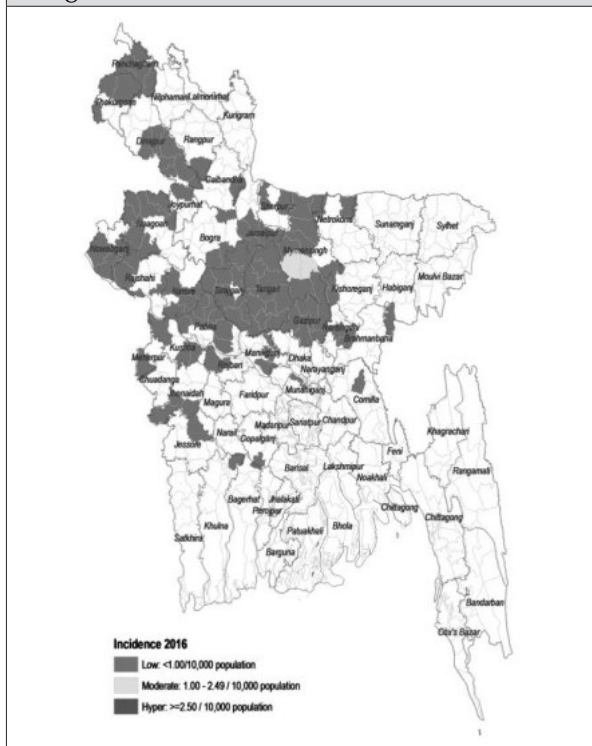 Panchagarh
Thakurgaon
Nilphamari Lalmonirhat
Kurigram
Dinajpur
Rangpur
Gaibandha
Joypurhat
Sherpur
Netrokona
Sunamganj
Sylhet
Naogaon
Jamalpur
Bogra
Mymensingh
Nawabganj
Moulvi Bazar
Rajshahi
Kishoreganj
Habiganj
Natore
Sirajganj
Tangail
Gazipur
Narshingdhi
Pabna
Brahmanbaria
Kushtia
Meherpur
Rajbari
Manikganj
Dhaka
Narayanganj
Chuadanga
Jhenaidah
Magura
Faridpur
Munshiganj
Comilla
Khagrachari
Madaripur
Sariatpur
Chandpur
Jessore
Narail
Gopalganj
Feni
Rangamati
Barisal
Lakshmipur
Noakhali
Bagerhat
Jhalakati
Pirojpur
Chittagong
Chittagong
Satkhira
Khulna
Patuakhali
Bhola
Barguna
Bandarban
Cox's Bazar
Incidence 2016
Low: <1.00/10,000 population
Moderate: 1.00 - 2.49 / 10,000 population
Hyper: >=2.50 / 10,000 population